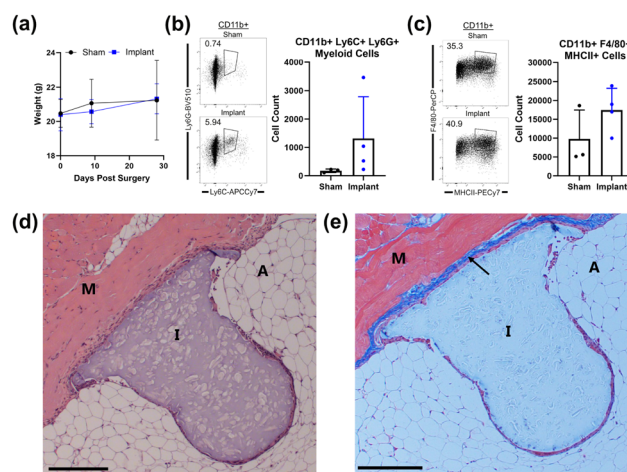 (a)
Sham
Implant
Weight (g)
24
22
20
18
0
10
20
30
Days Post Surgery
(b)
CD11b+
Sham
0.74
Implant
5.94
Ly6G-BV510
Ly6C-APCCy7
CD11b+ Ly6C+ Ly6G+
Myeloid Cells
Cell Count
4000
3000
2000
1000
0
Sham
Implant
(c)
CD11b+
Sham
35.3
Implant
40.9
F4/80-PerCP
MHCII-PECy7
CD11b+ F4/80+
MHCII+ Cells
Cell Count
25000
20000
15000
10000
5000
0
Sham
Implant
(d)
M
A
I
(e)
M
A
I